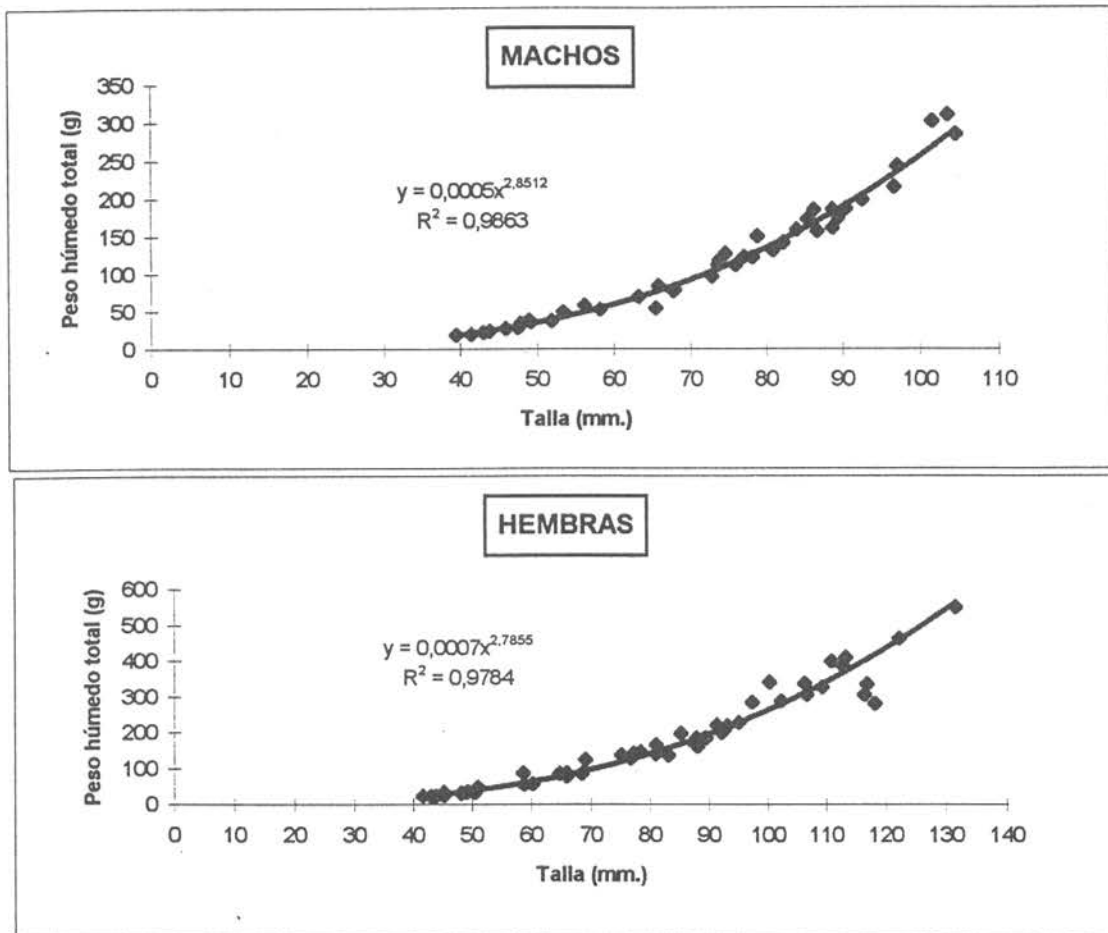 MACHOS
Peso húmedo total (g)
350
300
250
200
150
100
50
0
y = 0,0005x^2,8512
R² = 0,9863
0 10 20 30 40 50 60 70 80 90 100 110
Talla (mm.)
HEMBRAS
Peso húmedo total (g)
600
500
400
300
200
100
0
y = 0,0007x^2,7855
R² = 0,9784
0 10 20 30 40 50 60 70 80 90 100 110 120 130 140
Talla (mm.)